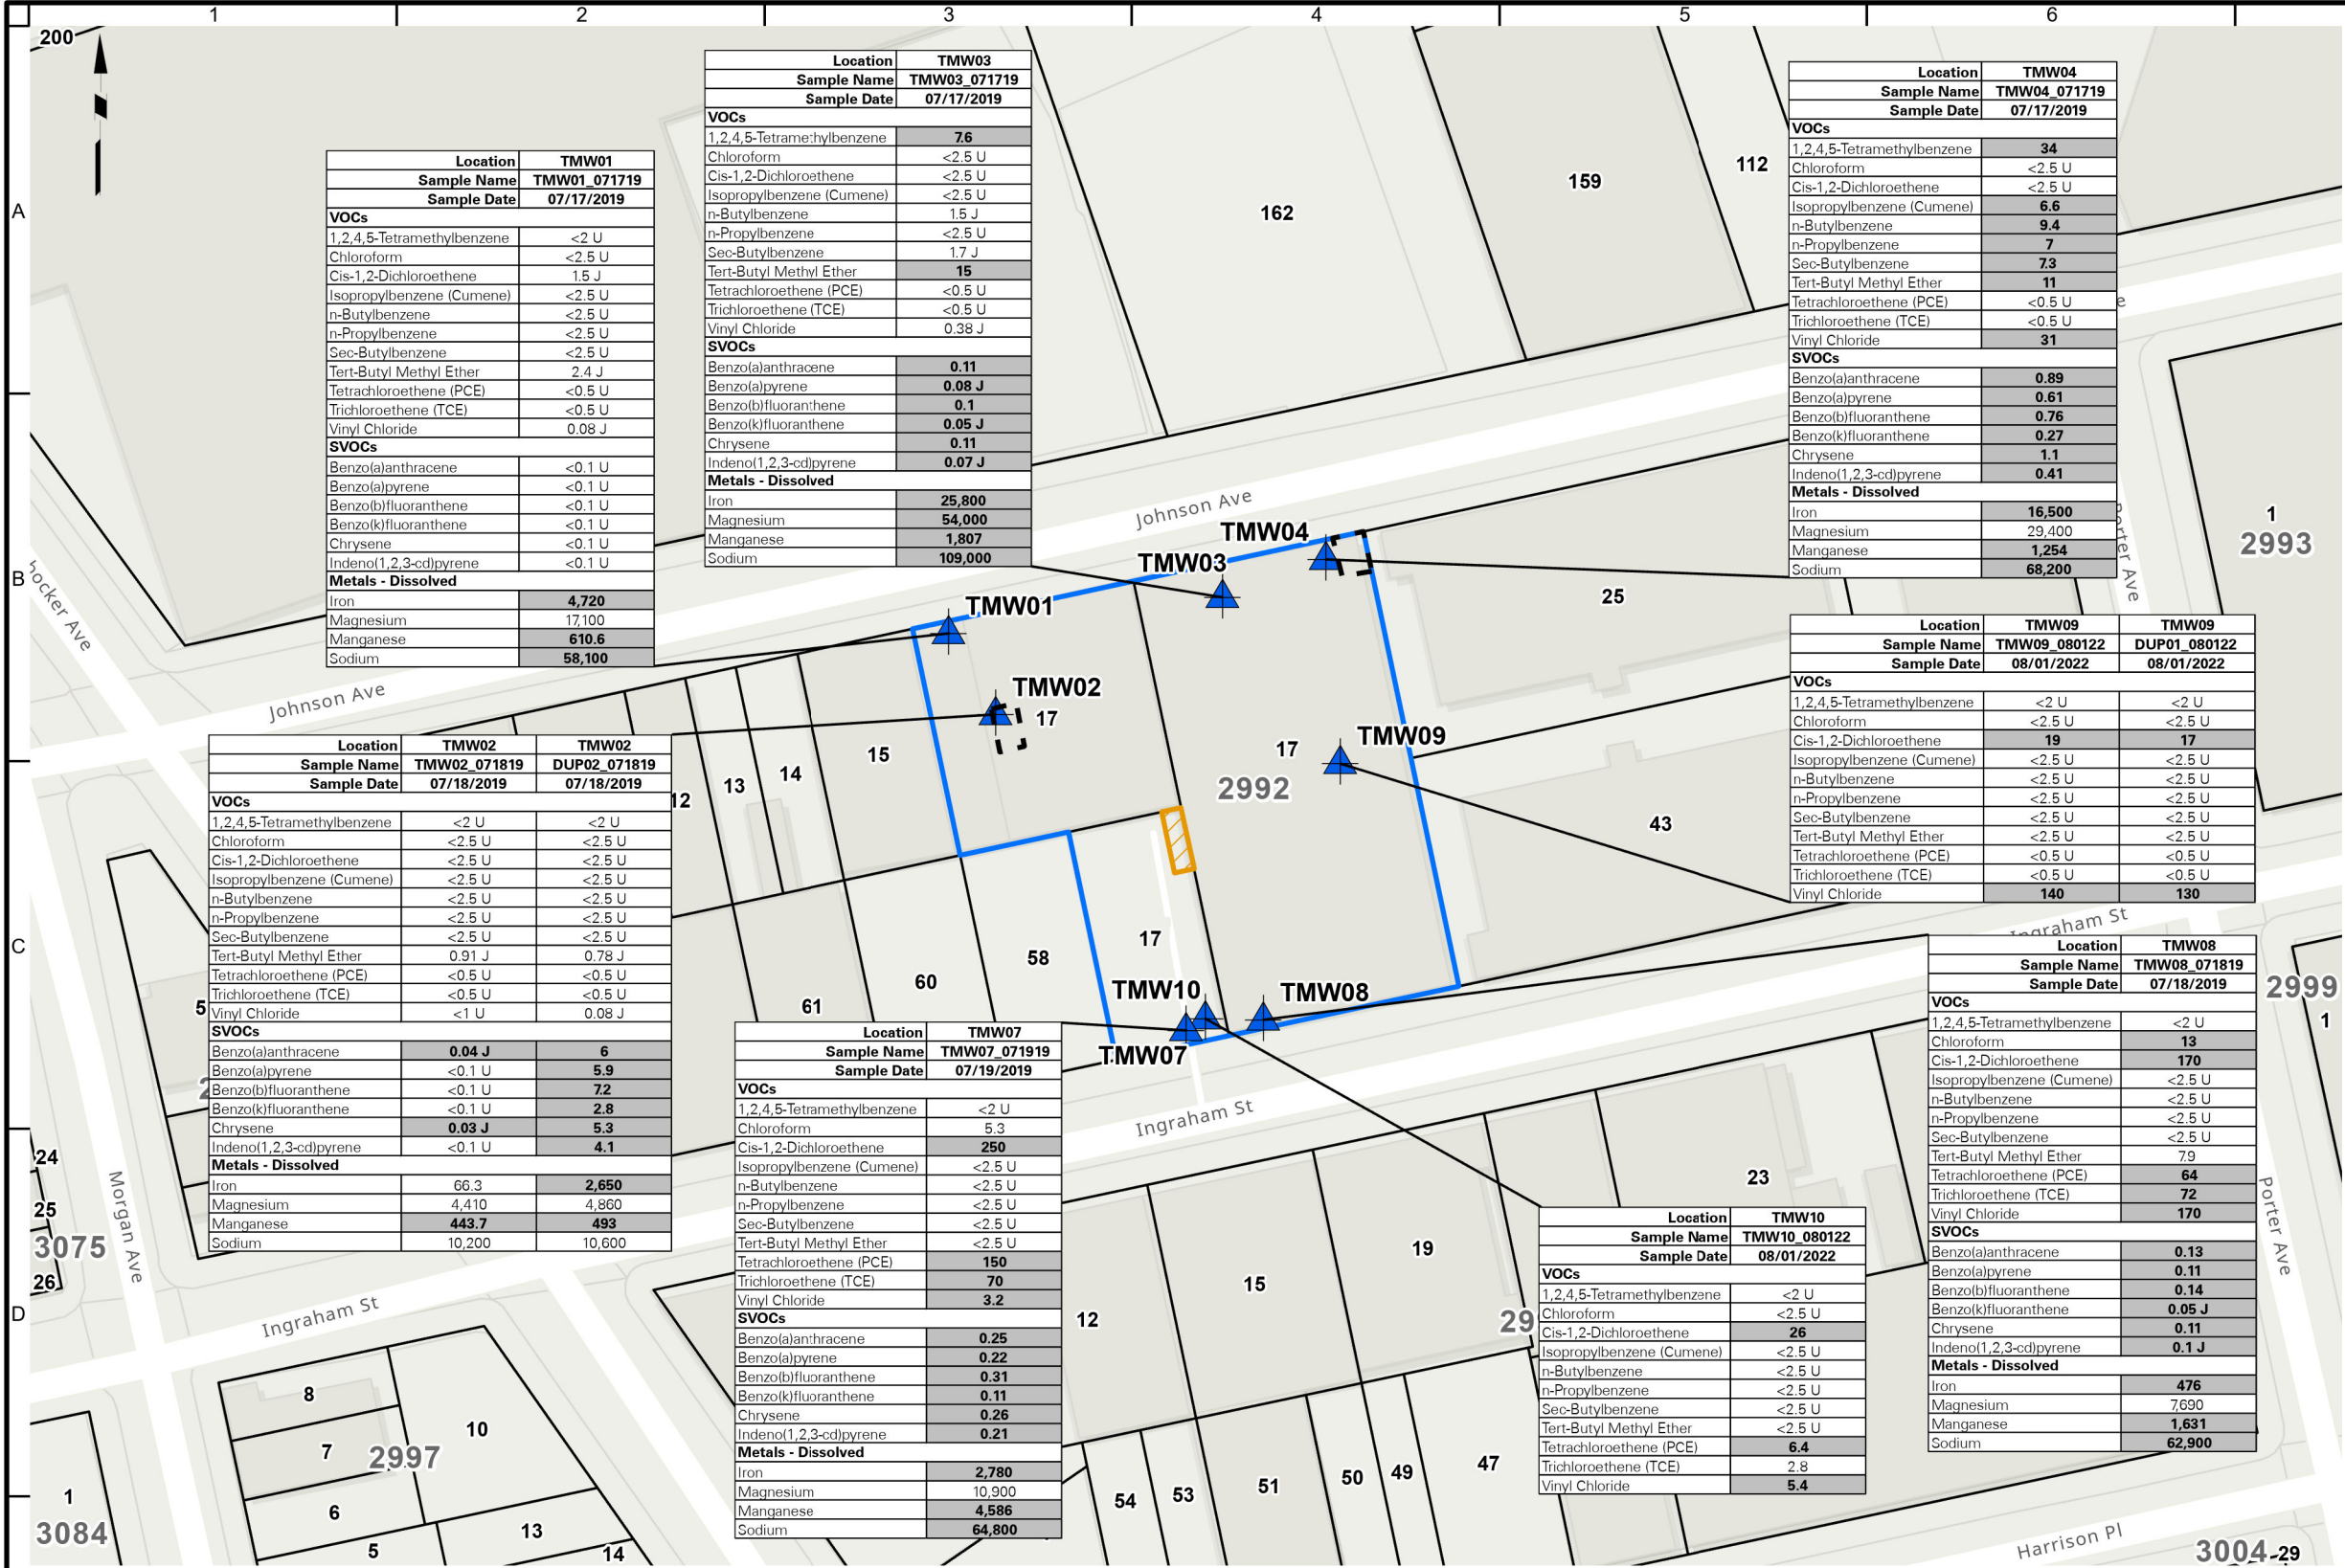 1 2 3 4 5 6
A
B
C
D
200
Location TMW01
Sample Name TMW01_071719
Sample Date 07/17/2019
VOCs
1,2,4,5-Tetramethylbenzene <2 U
Chloroform <2.5 U
Cis-1,2-Dichloroethene 1.5 J
Isopropylbenzene (Cumene) <2.5 U
n-Butylbenzene <2.5 U
n-Propylbenzene <2.5 U
Sec-Butylbenzene <2.5 U
Tert-Butyl Methyl Ether 2.4 J
Tetrachloroethene (PCE) <0.5 U
Trichloroethene (TCE) <0.5 U
Vinyl Chloride 0.08 J
SVOCs
Benzo(a)anthracene <0.1 U
Benzo(a)pyrene <0.1 U
Benzo(b)fluoranthene <0.1 U
Benzo(k)fluoranthene <0.1 U
Chrysene <0.1 U
Indeno(1,2,3-cd)pyrene <0.1 U
Metals - Dissolved
Iron 4,720
Magnesium 17,100
Manganese 610.6
Sodium 58,100
Location TMW03
Sample Name TMW03_071719
Sample Date 07/17/2019
VOCs
1,2,4,5-Tetramethylbenzene 7.6
Chloroform <2.5 U
Cis-1,2-Dichloroethene <2.5 U
Isopropylbenzene (Cumene) <2.5 U
n-Butylbenzene 1.5 J
n-Propylbenzene <2.5 U
Sec-Butylbenzene 1.7 J
Tert-Butyl Methyl Ether 15
Tetrachloroethene (PCE) <0.5 U
Trichloroethene (TCE) <0.5 U
Vinyl Chloride 0.38 J
SVOCs
Benzo(a)anthracene 0.11
Benzo(a)pyrene 0.08 J
Benzo(b)fluoranthene 0.1
Benzo(k)fluoranthene 0.05 J
Chrysene 0.11
Indeno(1,2,3-cd)pyrene 0.07 J
Metals - Dissolved
Iron 25,800
Magnesium 54,000
Manganese 1,807
Sodium 109,000
Location TMW04
Sample Name TMW04_071719
Sample Date 07/17/2019
VOCs
1,2,4,5-Tetramethylbenzene 34
Chloroform <2.5 U
Cis-1,2-Dichloroethene <2.5 U
Isopropylbenzene (Cumene) 6.6
n-Butylbenzene 9.4
n-Propylbenzene 7
Sec-Butylbenzene 7.3
Tert-Butyl Methyl Ether 11
Tetrachloroethene (PCE) <0.5 U
Trichloroethene (TCE) <0.5 U
Vinyl Chloride 31
SVOCs
Benzo(a)anthracene 0.89
Benzo(a)pyrene 0.61
Benzo(b)fluoranthene 0.76
Benzo(k)fluoranthene 0.27
Chrysene 1.1
Indeno(1,2,3-cd)pyrene 0.41
Metals - Dissolved
Iron 16,500
Magnesium 29,400
Manganese 1,254
Sodium 68,200
162
159
112
Johnson Ave
TMW04
TMW03
TMW01
TMW02
TMW09
TMW10
TMW08
TMW07
25
1
2993
Porter Ave
Johnson Ave
17
17
2992
17
15
14
13
12
43
58
60
61
5
Location TMW09 TMW09
Sample Name TMW09_080122 DUP01_080122
Sample Date 08/01/2022 08/01/2022
VOCs
1,2,4,5-Tetramethylbenzene <2 U <2 U
Chloroform <2.5 U <2.5 U
Cis-1,2-Dichloroethene 19 17
Isopropylbenzene (Cumene) <2.5 U <2.5 U
n-Butylbenzene <2.5 U <2.5 U
n-Propylbenzene <2.5 U <2.5 U
Sec-Butylbenzene <2.5 U <2.5 U
Tert-Butyl Methyl Ether <2.5 U <2.5 U
Tetrachloroethene (PCE) <0.5 U <0.5 U
Trichloroethene (TCE) <0.5 U <0.5 U
Vinyl Chloride 140 130
Location TMW02 TMW02
Sample Name TMW02_071819 DUP02_071819
Sample Date 07/18/2019 07/18/2019
VOCs
1,2,4,5-Tetramethylbenzene <2 U <2 U
Chloroform <2.5 U <2.5 U
Cis-1,2-Dichloroethene <2.5 U <2.5 U
Isopropylbenzene (Cumene) <2.5 U <2.5 U
n-Butylbenzene <2.5 U <2.5 U
n-Propylbenzene <2.5 U <2.5 U
Sec-Butylbenzene <2.5 U <2.5 U
Tert-Butyl Methyl Ether 0.91 J 0.78 J
Tetrachloroethene (PCE) <0.5 U <0.5 U
Trichloroethene (TCE) <0.5 U <0.5 U
Vinyl Chloride <1 U 0.08 J
SVOCs
Benzo(a)anthracene 0.04 J 6
Benzo(a)pyrene <0.1 U 5.9
Benzo(b)fluoranthene <0.1 U 7.2
Benzo(k)fluoranthene <0.1 U 2.8
Chrysene 0.03 J 5.3
Indeno(1,2,3-cd)pyrene <0.1 U 4.1
Metals - Dissolved
Iron 66.3 2,650
Magnesium 4,410 4,860
Manganese 443.7 493
Sodium 10,200 10,600
Location TMW07
Sample Name TMW07_071919
Sample Date 07/19/2019
VOCs
1,2,4,5-Tetramethylbenzene <2 U
Chloroform 5.3
Cis-1,2-Dichloroethene 250
Isopropylbenzene (Cumene) <2.5 U
n-Butylbenzene <2.5 U
n-Propylbenzene <2.5 U
Sec-Butylbenzene <2.5 U
Tert-Butyl Methyl Ether <2.5 U
Tetrachloroethene (PCE) 150
Trichloroethene (TCE) 70
Vinyl Chloride 3.2
SVOCs
Benzo(a)anthracene 0.25
Benzo(a)pyrene 0.22
Benzo(b)fluoranthene 0.31
Benzo(k)fluoranthene 0.11
Chrysene 0.26
Indeno(1,2,3-cd)pyrene 0.21
Metals - Dissolved
Iron 2,780
Magnesium 10,900
Manganese 4,586
Sodium 64,800
Location TMW08
Sample Name TMW08_071819
Sample Date 07/18/2019
VOCs
1,2,4,5-Tetramethylbenzene <2 U
Chloroform 13
Cis-1,2-Dichloroethene 170
Isopropylbenzene (Cumene) <2.5 U
n-Butylbenzene <2.5 U
n-Propylbenzene <2.5 U
Sec-Butylbenzene <2.5 U
Tert-Butyl Methyl Ether 7.9
Tetrachloroethene (PCE) 64
Trichloroethene (TCE) 72
Vinyl Chloride 170
SVOCs
Benzo(a)anthracene 0.13
Benzo(a)pyrene 0.11
Benzo(b)fluoranthene 0.14
Benzo(k)fluoranthene 0.05 J
Chrysene 0.11
Indeno(1,2,3-cd)pyrene 0.1 J
Metals - Dissolved
Iron 476
Magnesium 7,690
Manganese 1,631
Sodium 62,900
Location TMW10
Sample Name TMW10_080122
Sample Date 08/01/2022
VOCs
1,2,4,5-Tetramethylbenzene <2 U
Chloroform <2.5 U
Cis-1,2-Dichloroethene 26
Isopropylbenzene (Cumene) <2.5 U
n-Butylbenzene <2.5 U
n-Propylbenzene <2.5 U
Sec-Butylbenzene <2.5 U
Tert-Butyl Methyl Ether <2.5 U
Tetrachloroethene (PCE) 6.4
Trichloroethene (TCE) 2.8
Vinyl Chloride 5.4
Ingraham St
2999
1
Ingraham St
Porter Ave
23
19
15
12
29
24
25
3075
26
Morgan Ave
Ingraham St
8
10
7
2997
6
13
5
14
1
3084
54
53
51
50
49
47
Harrison Pl
3004
29